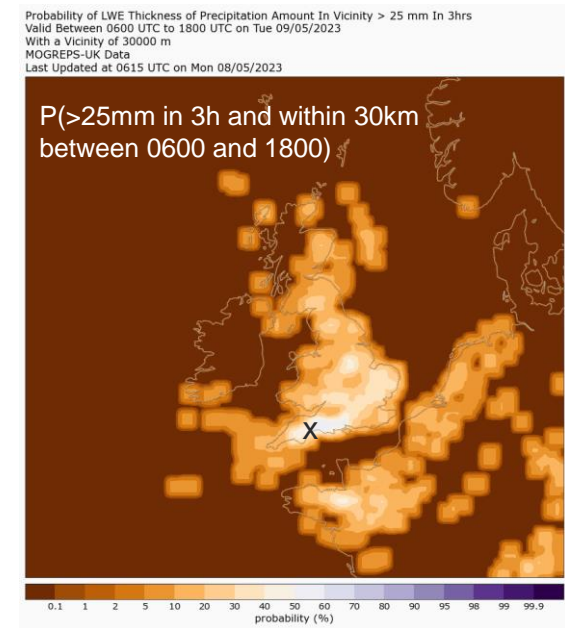 Probability of LWE Thickness of Precipitation Amount In Vicinity > 25 mm In 3hrs
Valid Between 0600 UTC to 1800 UTC on Tue 09/05/2023
With a Vicinity of 30000 m
MOGREPS-UK Data
Last Updated at 0615 UTC on Mon 08/05/2023
P(>25mm in 3h and within 30km
between 0600 and 1800)
X
0.1 1 2 5 10 20 30 40 50 60 70 80 90 95 98 99 99.9
probability (%)